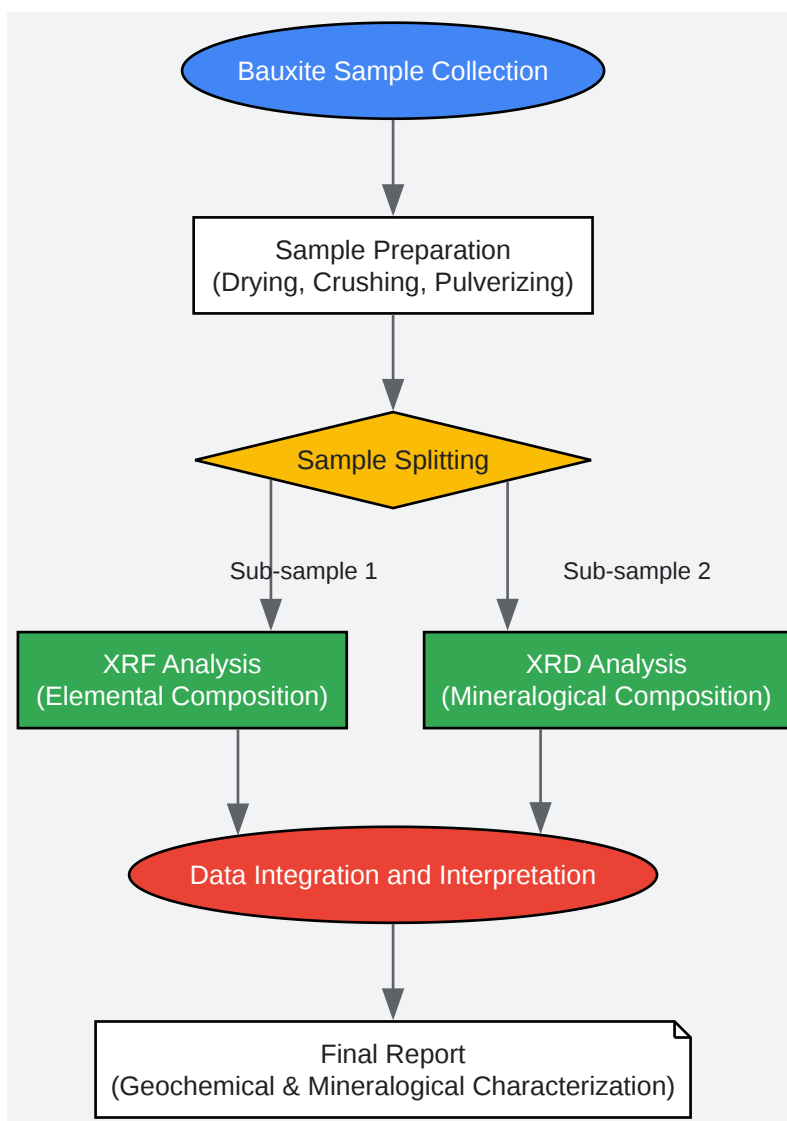 Bauxite Sample Collection
Sample Preparation
(Drying, Crushing, Pulverizing)
Sample Splitting
Sub-sample 1
Sub-sample 2
XRF Analysis
(Elemental Composition)
XRD Analysis
(Mineralogical Composition)
Data Integration and Interpretation
Final Report
(Geochemical & Mineralogical Characterization)